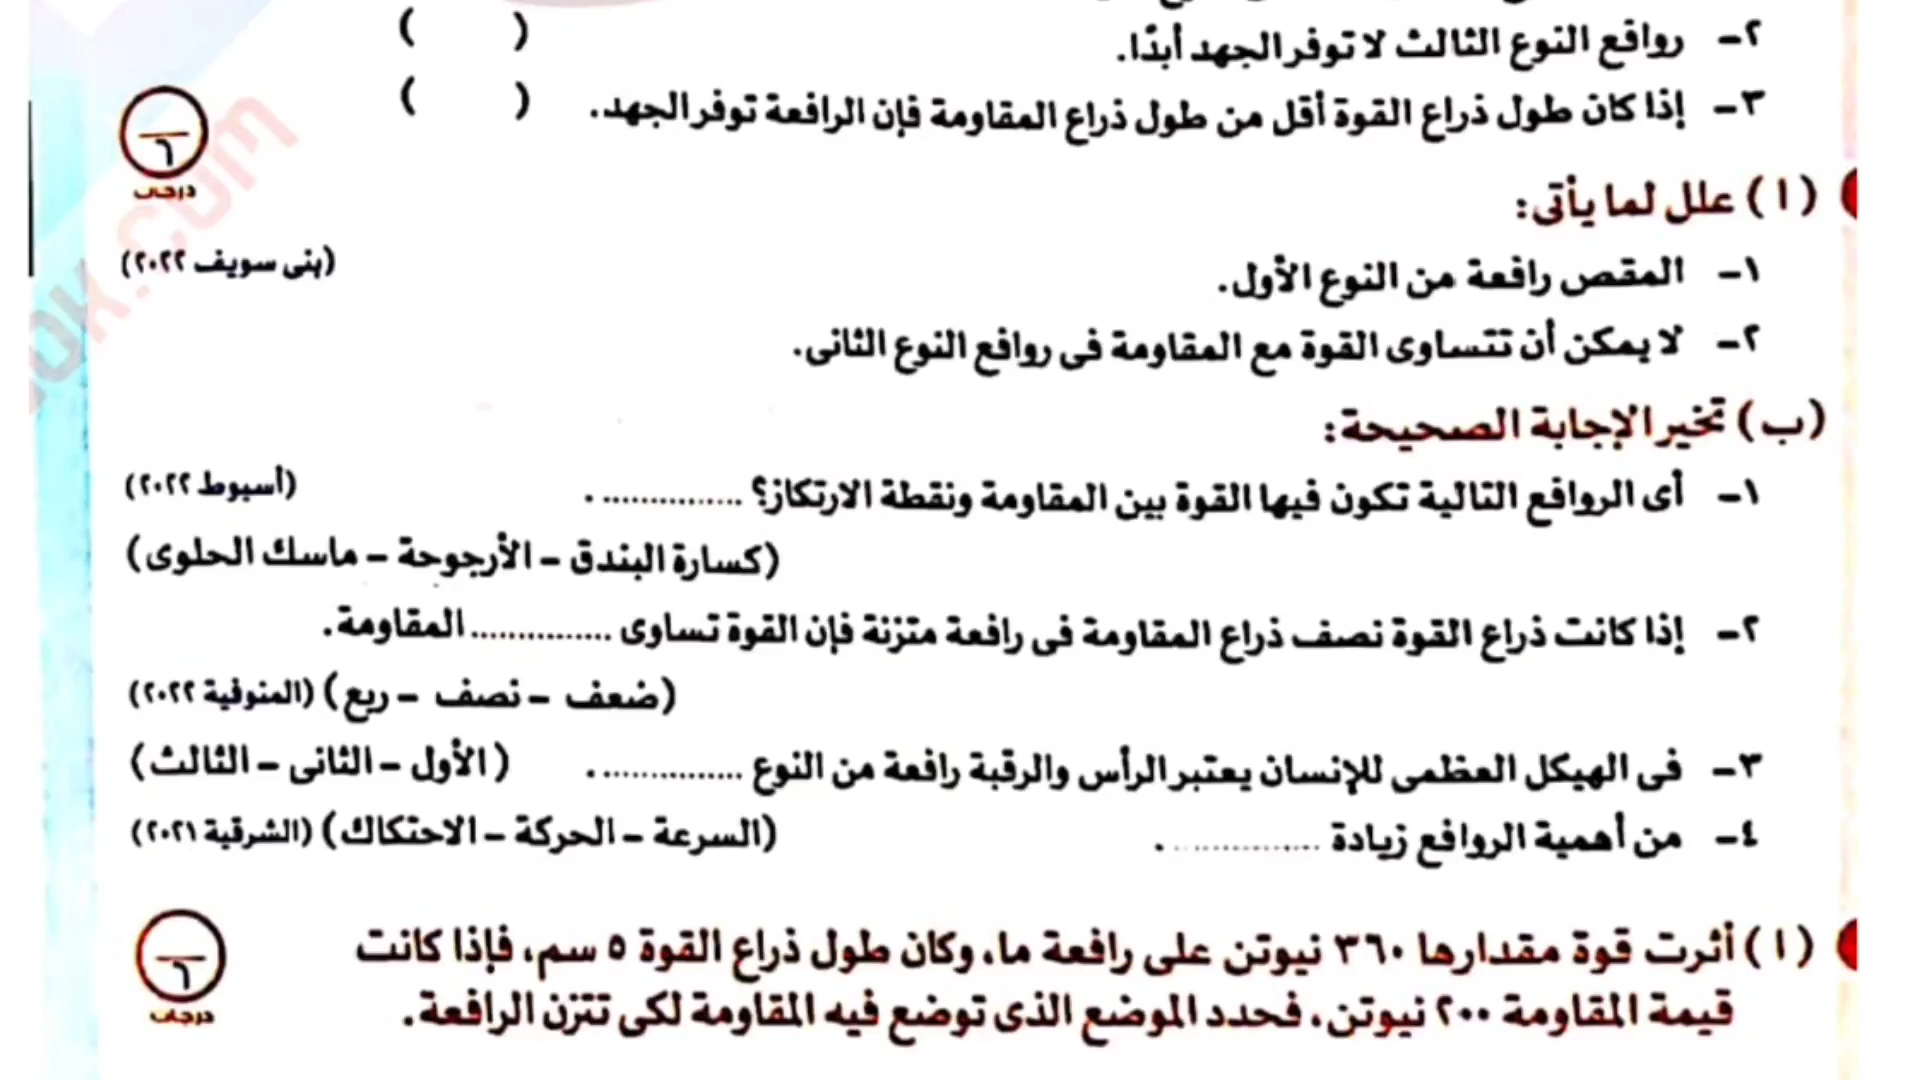 ٢- روافع النوع الثالث لا توفر الجهد أبدًا. ( )
٣- إذا كان طول ذراع القوة أقل من طول ذراع المقاومة فإن الرافعة توفر الجهد. ( )
٦
درجات
(١) علل لما يأتى:
١- المقص رافعة من النوع الأول. (بنى سويف ٢٠٢٢)
٢- لا يمكن أن تتساوى القوة مع المقاومة فى روافع النوع الثانى.
(ب) تخير الإجابة الصحيحة:
١- أى الروافع التالية تكون فيها القوة بين المقاومة ونقطة الارتكاز؟ ............... . (أسيوط ٢٠٢٢)
(كسارة البندق - الأرجوحة - ماسك الحلوى)
٢- إذا كانت ذراع القوة نصف ذراع المقاومة فى رافعة متزنة فإن القوة تساوى ............... المقاومة.
(ضعف - نصف - ربع) (المنوفية ٢٠٢٢)
٣- فى الهيكل العظمى للإنسان يعتبر الرأس والرقبة رافعة من النوع ............... . (الأول - الثانى - الثالث)
٤- من أهمية الروافع زيادة ............... . (السرعة - الحركة - الاحتكاك) (الشرقية ٢٠٢١)
(١) أثرت قوة مقدارها ٣٦٠ نيوتن على رافعة ما، وكان طول ذراع القوة ٥ سم، فإذا كانت
قيمة المقاومة ٢٠٠ نيوتن، فحدد الموضع الذى توضع فيه المقاومة لكى تتزن الرافعة.
٦
درجات